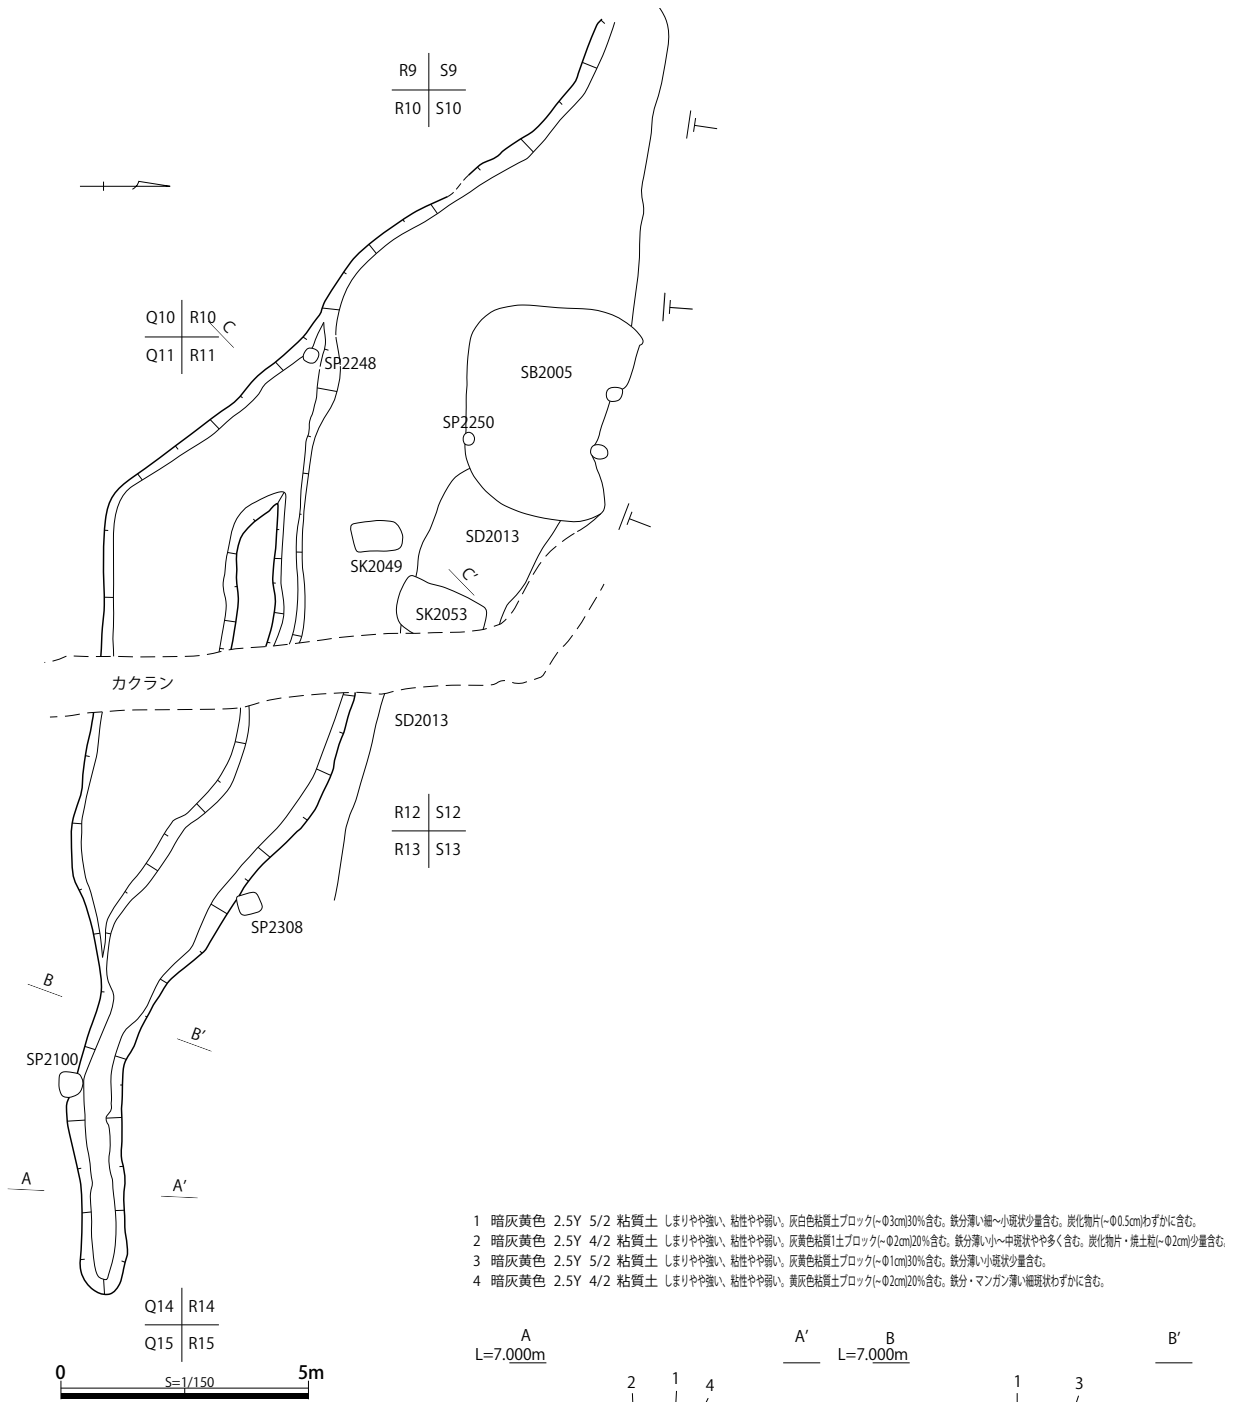 R9 S9
R10 S10
T
T
Q10 R10
Q11 R11
C
SP2248
SB2005
SP2250
T
SD2013
SK2049
C'
SK2053
カクラン
SD2013
R12 S12
R13 S13
SP2308
B
B'
SP2100
A
A'
1 暗灰黄色 2.5Y 5/2 粘質土 しまりやや強い、粘性やや弱い。灰白色粘質土ブロック(~Φ3cm)30%含む。鉄分薄い細～小斑状少量含む。炭化物片(~Φ0.5cm)わずかに含む。
2 暗灰黄色 2.5Y 4/2 粘質土 しまりやや強い、粘性やや弱い。灰黄色粘質1土ブロック(~Φ2cm)20%含む。鉄分薄い小～中斑状やや多く含む。炭化物片・焼土粒(~Φ2cm)少量含む。
3 暗灰黄色 2.5Y 5/2 粘質土 しまりやや強い、粘性やや弱い。灰黄色粘質土ブロック(~Φ1cm)30%含む。鉄分薄い小斑状少量含む。
4 暗灰黄色 2.5Y 4/2 粘質土 しまりやや強い、粘性やや弱い。黄灰色粘質土ブロック(~Φ2cm)20%含む。鉄分・マンガン薄い細斑状わずかに含む。
Q14 R14
Q15 R15
0 5m
S=1/150
A A' B B'
L=7.000m L=7.000m
2 1 4 1 3